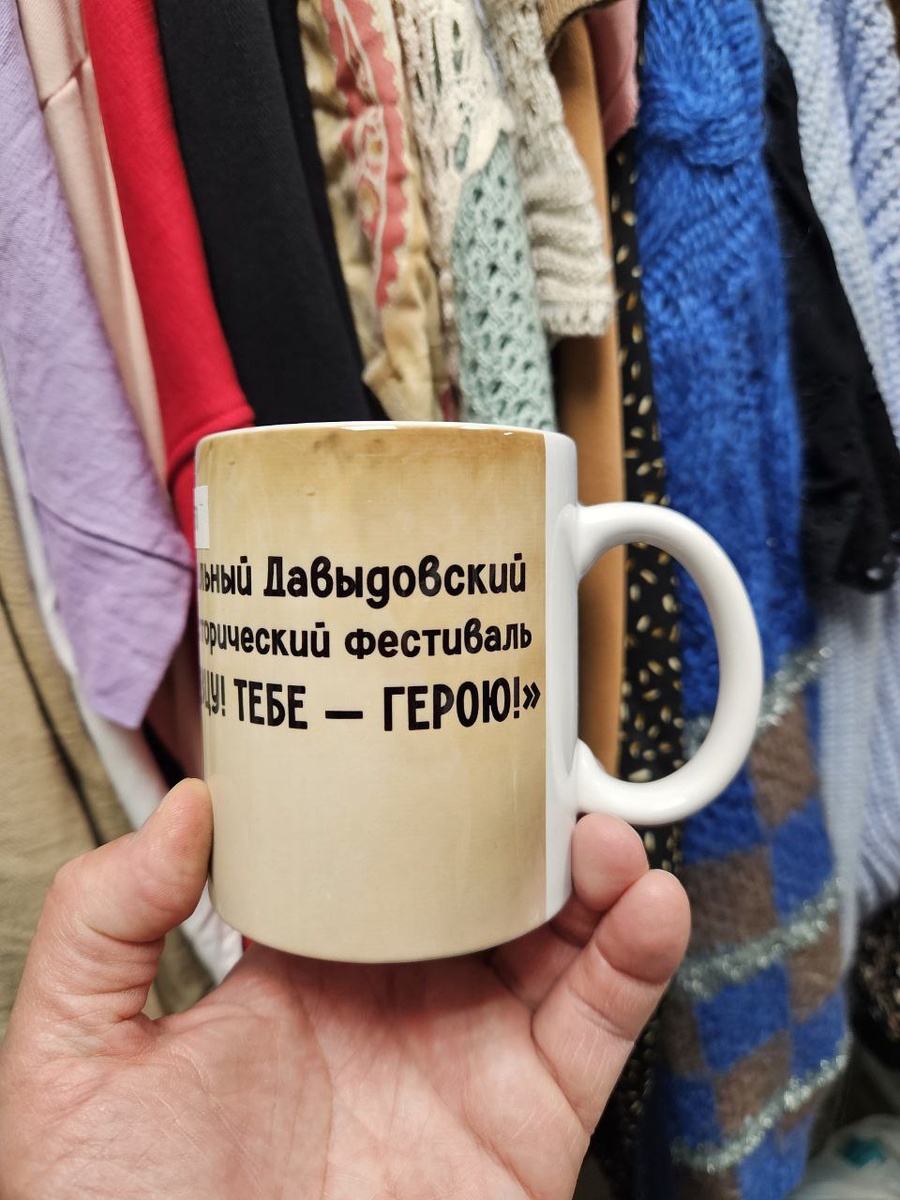 льный Давыдовский
торический фестиваль
ЦУ! ТЕБЕ — ГЕРОЮ!»